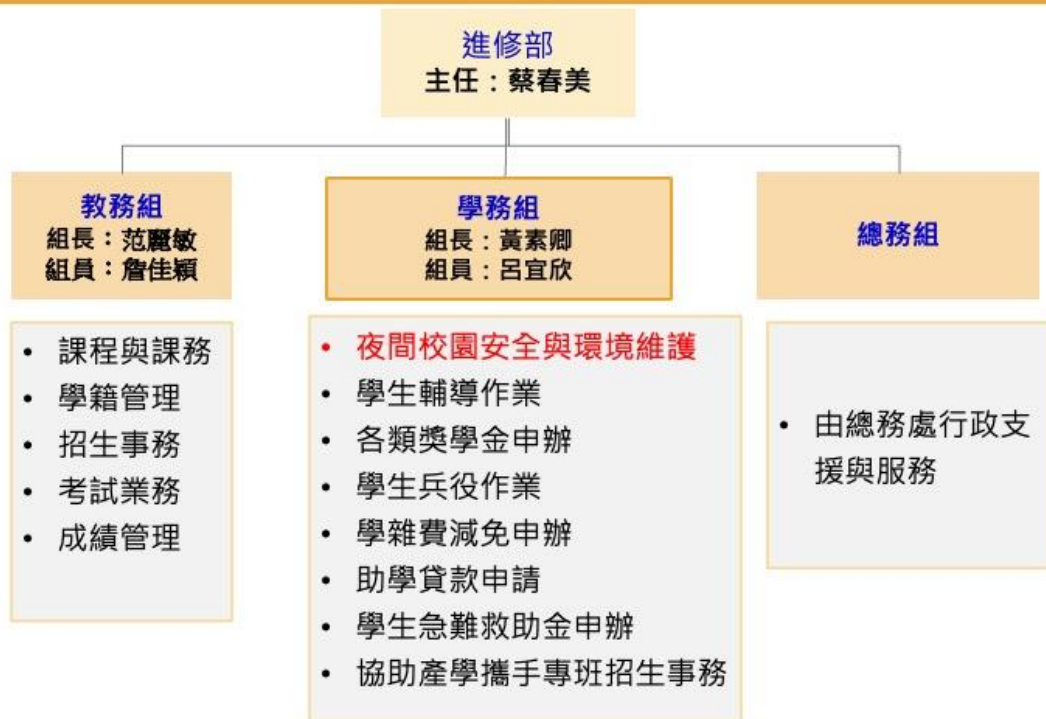 進修部
主任：蔡春美
教務組
組長：范麗敏
組員：詹佳穎
學務組
組長：黃素卿
組員：呂宜欣
總務組
• 課程與課務
• 學籍管理
• 招生事務
• 考試業務
• 成績管理
• 夜間校園安全與環境維護
• 學生輔導作業
• 各類獎學金申辦
• 學生兵役作業
• 學雜費減免申辦
• 助學貸款申請
• 學生急難救助金申辦
• 協助產學攜手專班招生事務
• 由總務處行政支
援與服務